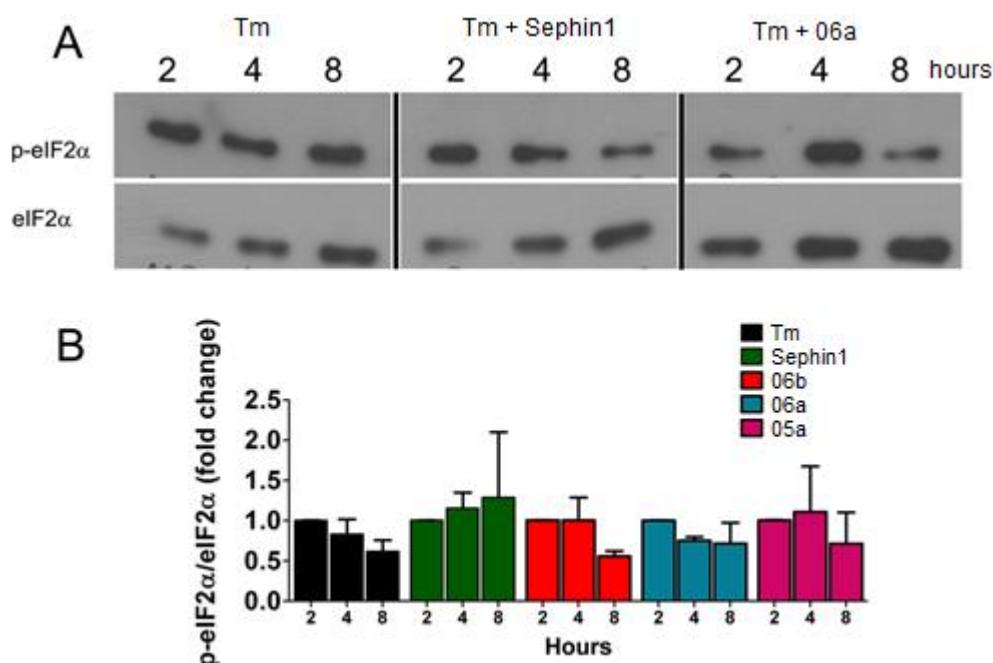 A
Tm Tm + Sephin1 Tm + 06a
2 4 8 2 4 8 2 4 8 hours
p-eIF2α
eIF2α
B
Tm
Sephin1
06b
06a
05a
p-eIF2α/eIF2α (fold change)
2.5
2.0
1.5
1.0
0.5
0.0
2 4 8 2 4 8 2 4 8 2 4 8 2 4 8
Hours